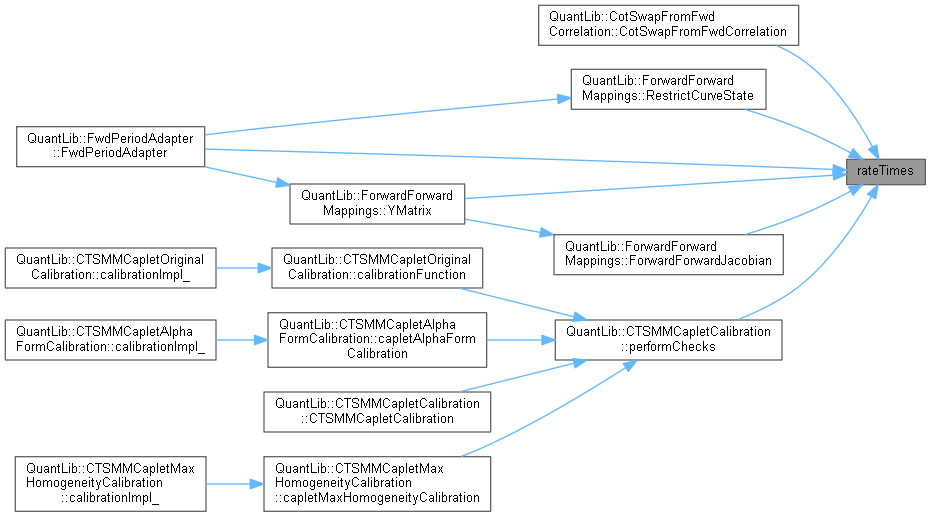 QuantLib::CotSwapFromFwd
Correlation::CotSwapFromFwdCorrelation
QuantLib::ForwardForward
Mappings::RestrictCurveState
QuantLib::FwdPeriodAdapter
::FwdPeriodAdapter
rateTimes
QuantLib::ForwardForward
Mappings::YMatrix
QuantLib::ForwardForward
Mappings::ForwardForwardJacobian
QuantLib::CTSMMCapletOriginal
Calibration::calibrationImpl_
QuantLib::CTSMMCapletOriginal
Calibration::calibrationFunction
QuantLib::CTSMMCapletAlpha
FormCalibration::calibrationImpl_
QuantLib::CTSMMCapletAlpha
FormCalibration::capletAlphaForm
Calibration
QuantLib::CTSMMCapletCalibration
::performChecks
QuantLib::CTSMMCapletCalibration
::CTSMMCapletCalibration
QuantLib::CTSMMCapletMax
HomogeneityCalibration
::calibrationImpl_
QuantLib::CTSMMCapletMax
HomogeneityCalibration
::capletMaxHomogeneityCalibration